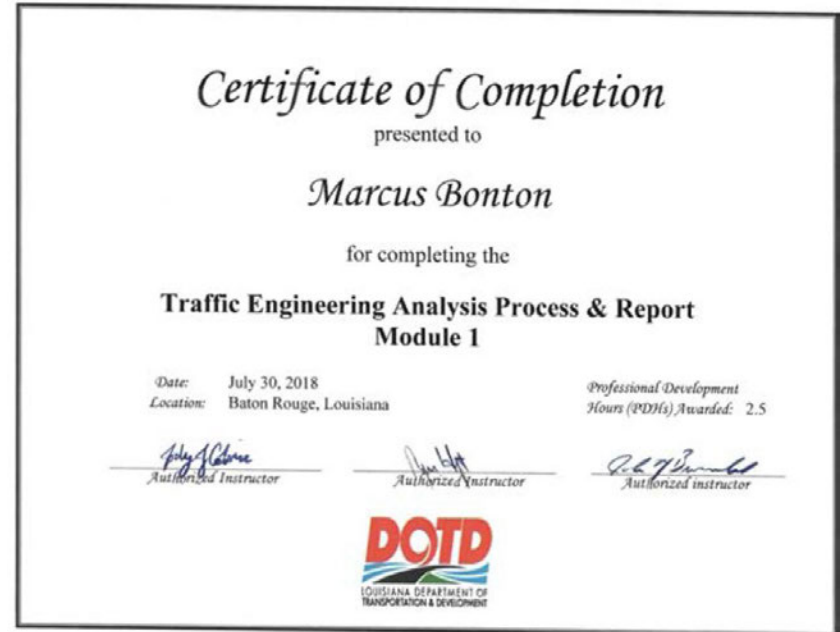 Certificate of Completion
presented to
Marcus Bonton
for completing the
Traffic Engineering Analysis Process & Report
Module 1
Date: July 30, 2018
Location: Baton Rouge, Louisiana
Professional Development
Hours (PDHs) Awarded: 2.5
Authorized Instructor
Authorized Instructor
Authorized instructor
DOTD
LOUISIANA DEPARTMENT OF
TRANSPORTATION & DEVELOPMENT